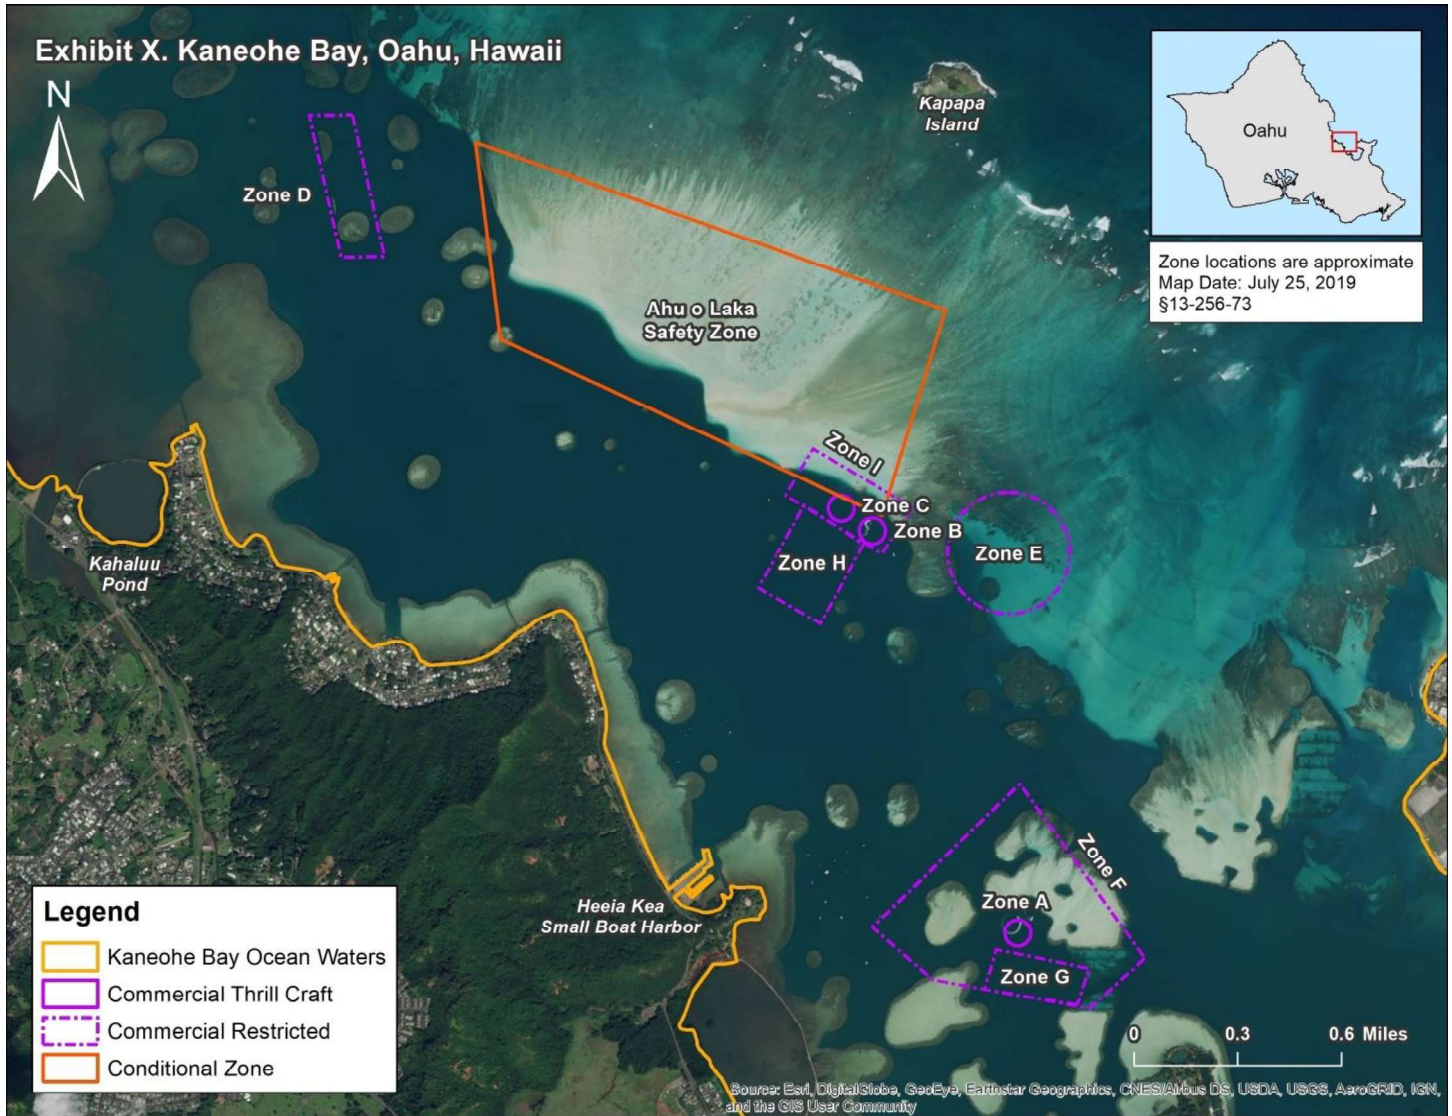 Exhibit X. Kaneohe Bay, Oahu, Hawaii
N
Kapapa
Island
Oahu
Zone locations are approximate
Map Date: July 25, 2019
§13-256-73
Zone D
Ahu o Laka
Safety Zone
Zone I
Zone C
Zone B
Zone H
Zone E
Kahaluu
Pond
Zone F
Zone A
Zone G
Heeia Kea
Small Boat Harbor
Legend
Kaneohe Bay Ocean Waters
Commercial Thrill Craft
Commercial Restricted
Conditional Zone
0 0.3 0.6 Miles
Source: Esri, DigitalGlobe, GeoEye, Earthstar Geographics, CNES/Airbus DS, USDA, USGS, AeroGRID, IGN,
and the GIS User Community